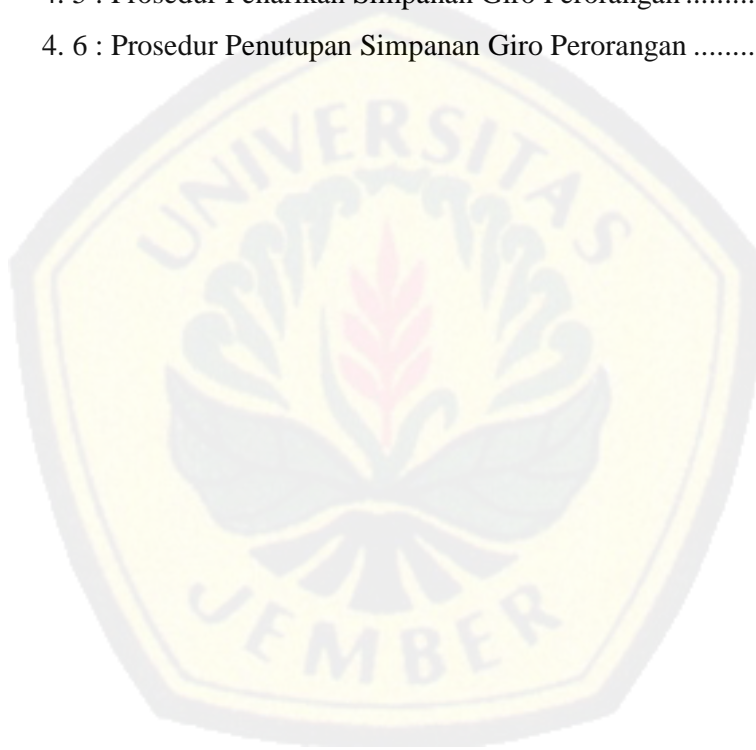 4. 5 : Prosedur Penarikan Simpanan Giro Perorangan .........
4. 6 : Prosedur Penutupan Simpanan Giro Perorangan ........
UNIVERSITAS
JEMBER